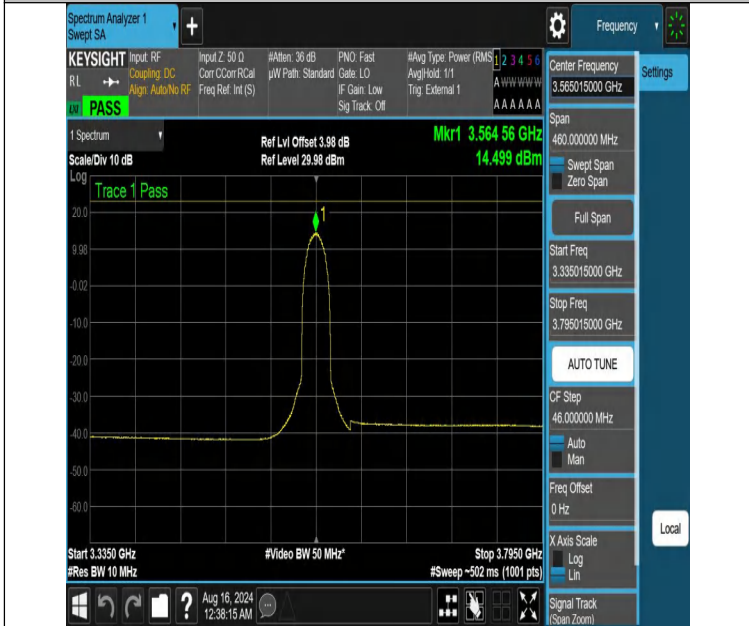 Spectrum Analyzer 1
Swept SA
Frequency
KEYSIGHT
RL
PASS
Input: RF
Coupling: DC
Align: Auto/No RF
Input Z: 50 Ω
Corr CCorr RCal
Freq Ref: Int (S)
#Atten: 36 dB
µW Path: Standard
PNO: Fast
Gate: LO
IF Gain: Low
Sig Track: Off
#Avg Type: Power (RMS
Avg|Hold: 1/1
Trig: External 1
1 2 3 4 5 6
A W W W W W
A A A A A A
1 Spectrum
Scale/Div 10 dB
Ref Lvl Offset 3.98 dB
Ref Level 29.98 dBm
Mkr1 3.564 56 GHz
14.499 dBm
Log
Trace 1 Pass
1
20.0
9.98
-0.02
-10.0
-20.0
-30.0
-40.0
-50.0
-60.0
Start 3.3350 GHz
#Res BW 10 MHz
#Video BW 50 MHz*
Stop 3.7950 GHz
#Sweep ~502 ms (1001 pts)
Aug 16, 2024
12:38:15 AM
?
Center Frequency
3.565015000 GHz
Settings
Span
460.000000 MHz
Swept Span
Zero Span
Full Span
Start Freq
3.335015000 GHz
Stop Freq
3.795015000 GHz
AUTO TUNE
CF Step
46.000000 MHz
Auto
Man
Freq Offset
0 Hz
X Axis Scale
Log
Lin
Local
Signal Track
(Span Zoom)